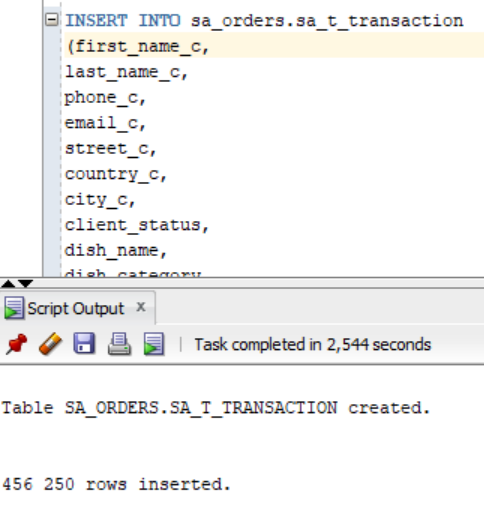 INSERT INTO sa_orders.sa_t_transaction
(first_name_c,
last_name_c,
phone_c,
email_c,
street_c,
country_c,
city_c,
client_status,
dish_name,
dish_category
Script Output x
Task completed in 2,544 seconds
Table SA_ORDERS.SA_T_TRANSACTION created.
456 250 rows inserted.